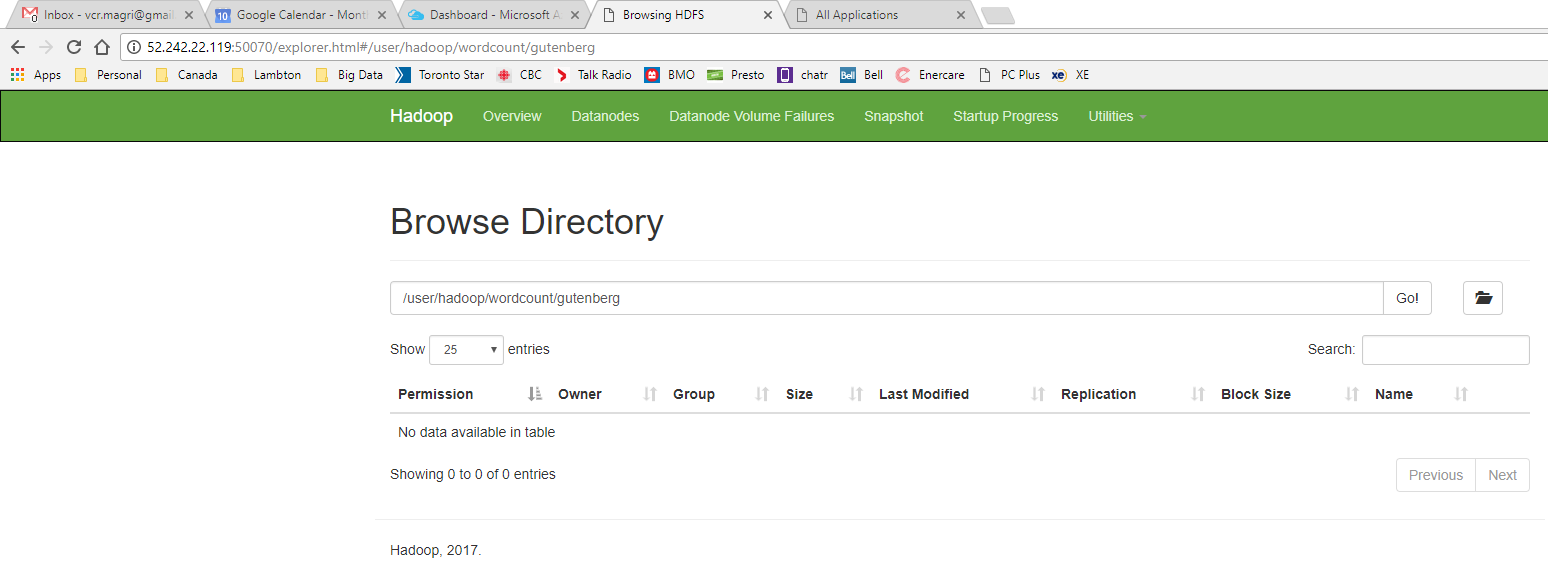 Inbox - vcr.magri@gmail Google Calendar - Month Dashboard - Microsoft A Browsing HDFS All Applications
52.242.22.119:50070/explorer.html#/user/hadoop/wordcount/gutenberg
Apps Personal Canada Lambton Big Data Toronto Star CBC Talk Radio BMO Presto chatr Bell Bell Enercare PC Plus xe XE
Hadoop Overview Datanodes Datanode Volume Failures Snapshot Startup Progress Utilities
Browse Directory
/user/hadoop/wordcount/gutenberg Go!
Show 25 entries Search:
Permission Owner Group Size Last Modified Replication Block Size Name
No data available in table
Showing 0 to 0 of 0 entries Previous Next
Hadoop, 2017.